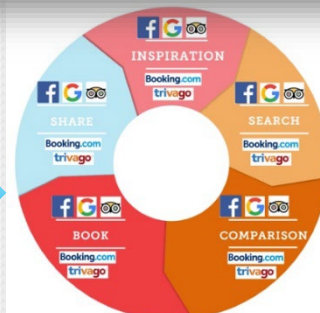 INSPIRATION
Booking.com
trivago
SEARCH
Booking.com
trivago
COMPARISON
Booking.com
trivago
BOOK
Booking.com
trivago
SHARE
Booking.com
trivago